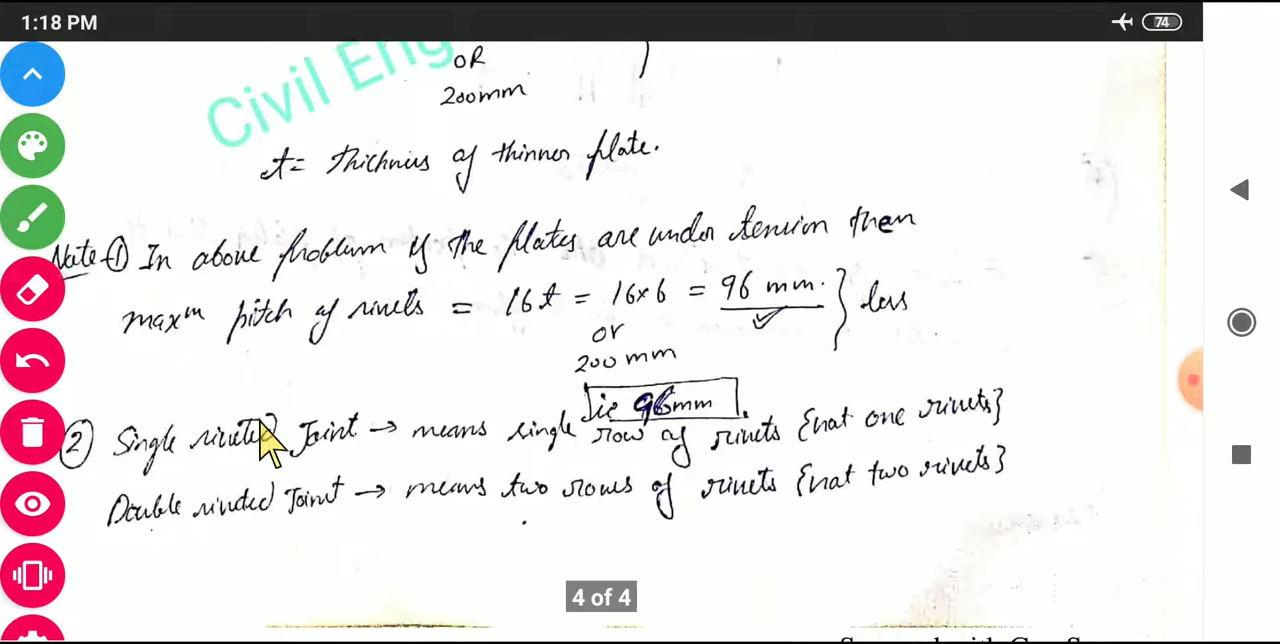 1:18 PM
74
Civil Eng
OR
200mm
t = thickness of thinner plate.
Note ① In above problem if the plates are under tension then
maxm pitch of rivets = 16t = 16×6 = 96 mm. } less
or
200 mm
ie 96mm
② Single riveted Joint → means single row of rivets {not one rivets}
Double riveted Joint → means two rows of rivets {not two rivets}
4 of 4